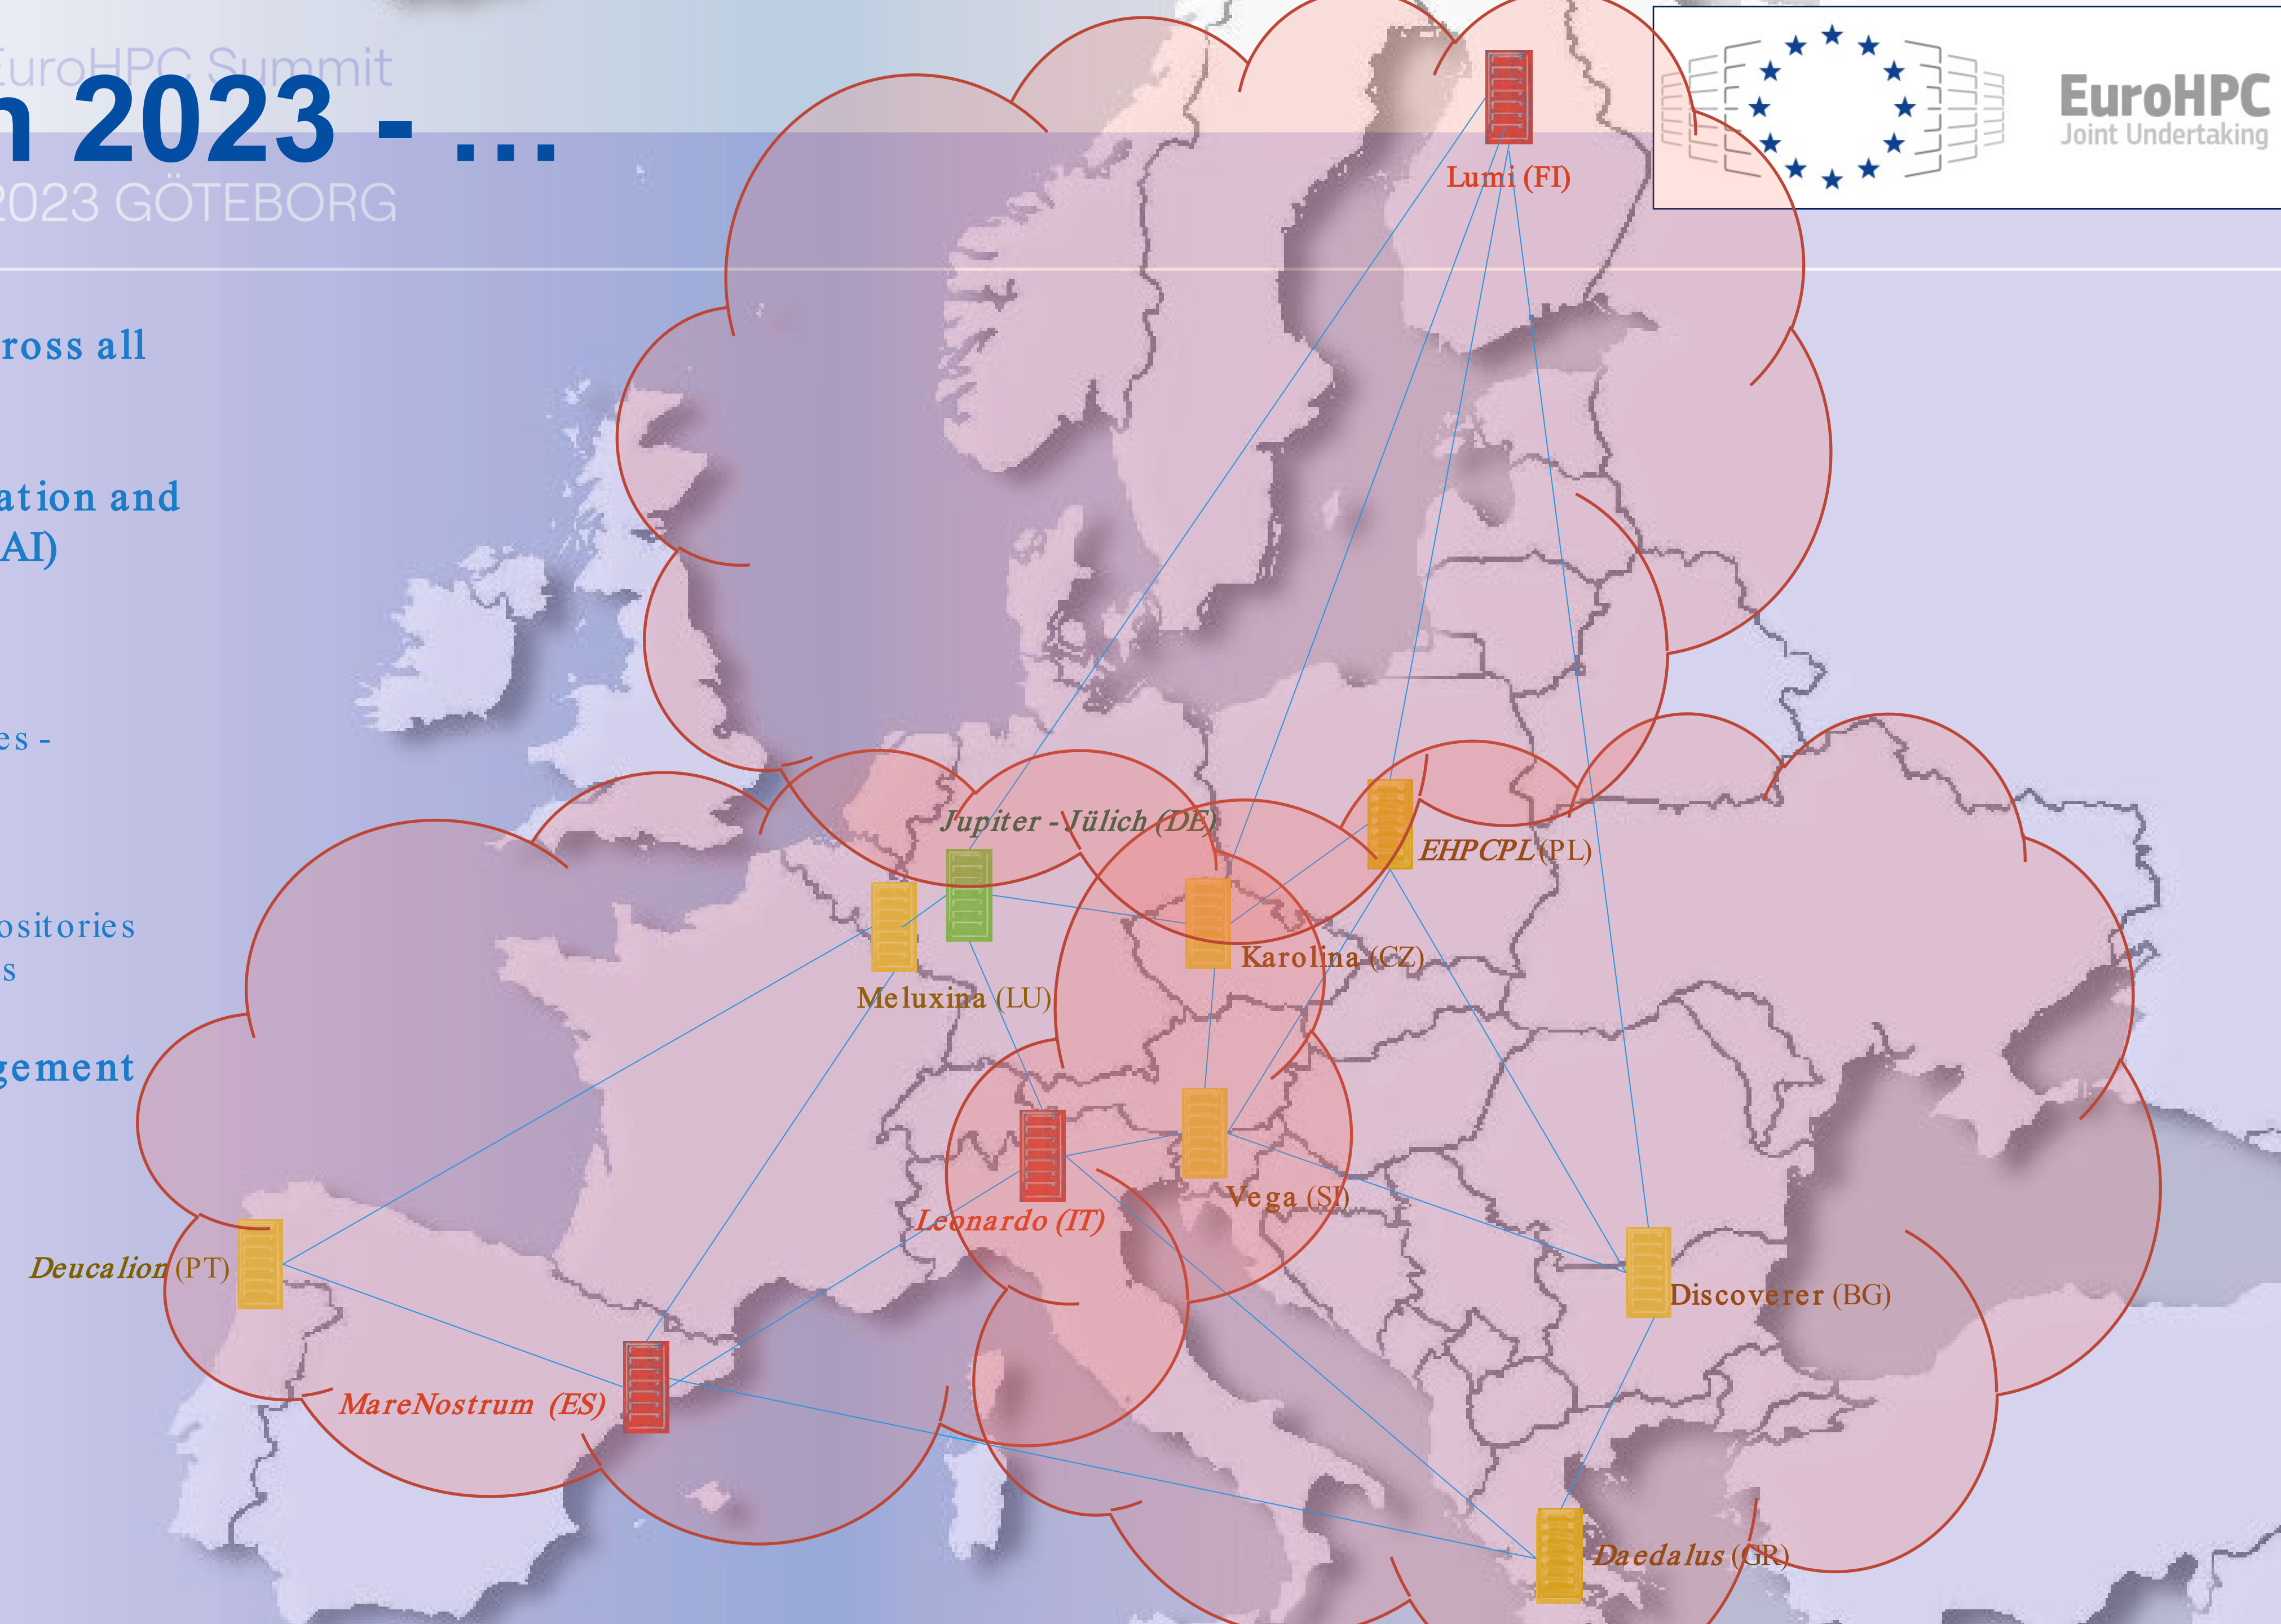 EuroHPC Summit
n 2023 - ...
2023 GÖTEBORG
EuroHPC
Joint Undertaking
Lumi (FI)
ross all
ation and
AI)
es -
Jupiter - Jülich (DE)
EHPCPL (PL)
ositories
s
Karolina (CZ)
Meluxina (LU)
gement
Vega (SI)
Leonardo (IT)
Deucalion (PT)
Discoverer (BG)
MareNostrum (ES)
Daedalus (GR)